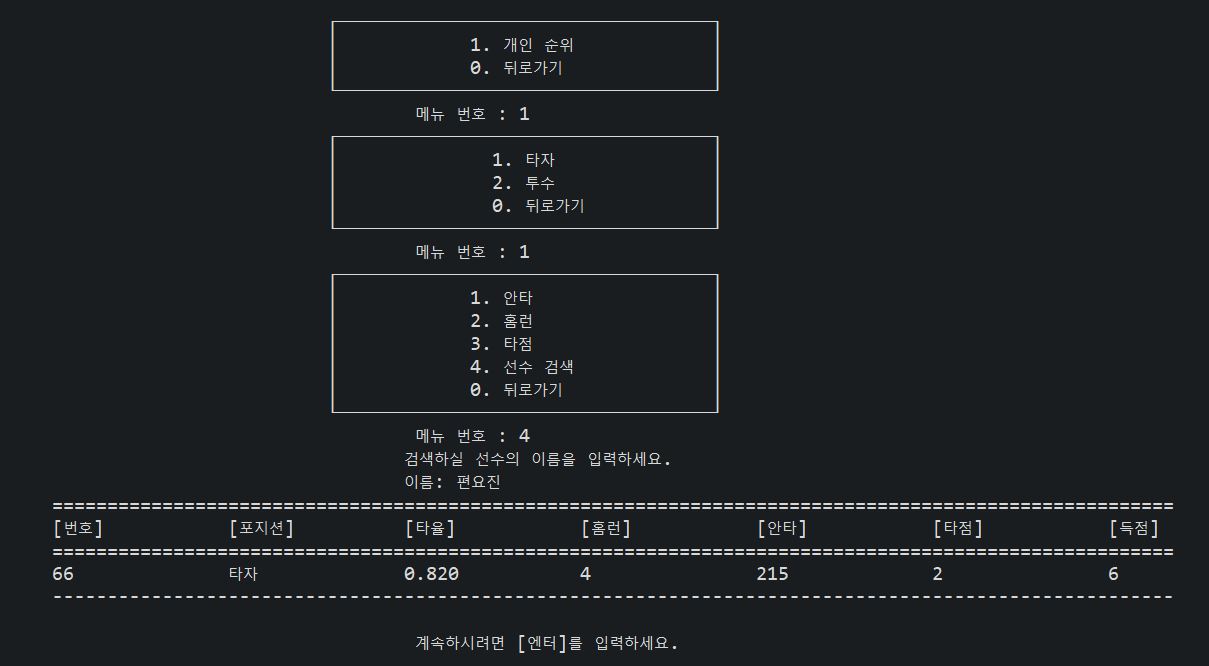 1. 개인 순위
0. 뒤로가기
메뉴 번호 : 1
1. 타자
2. 투수
0. 뒤로가기
메뉴 번호 : 1
1. 안타
2. 홈런
3. 타점
4. 선수 검색
0. 뒤로가기
메뉴 번호 : 4
검색하실 선수의 이름을 입력하세요.
이름: 편요진
======================================================================================================
[번호] [포지션] [타율] [홈런] [안타] [타점] [득점]
======================================================================================================
66 타자 0.820 4 215 2 6
------------------------------------------------------------------------------------------------------
계속하시려면 [엔터]를 입력하세요.